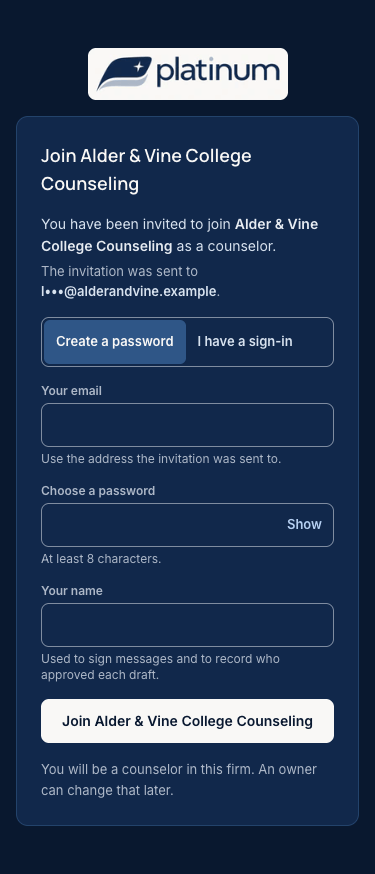 platinum
Join Alder & Vine College
Counseling
You have been invited to join Alder & Vine
College Counseling as a counselor.
The invitation was sent to
l•••@alderandvine.example.
Create a password
I have a sign-in
Your email
Use the address the invitation was sent to.
Choose a password
Show
At least 8 characters.
Your name
Used to sign messages and to record who
approved each draft.
Join Alder & Vine College Counseling
You will be a counselor in this firm. An owner
can change that later.